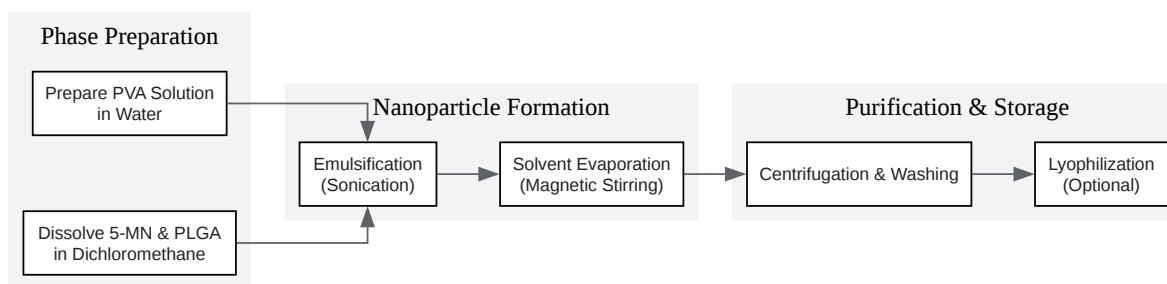 Phase Preparation
Prepare PVA Solution
in Water
Dissolve 5-MN & PLGA
in Dichloromethane
Nanoparticle Formation
Emulsification
(Sonication)
Solvent Evaporation
(Magnetic Stirring)
Purification & Storage
Centrifugation & Washing
Lyophilization
(Optional)